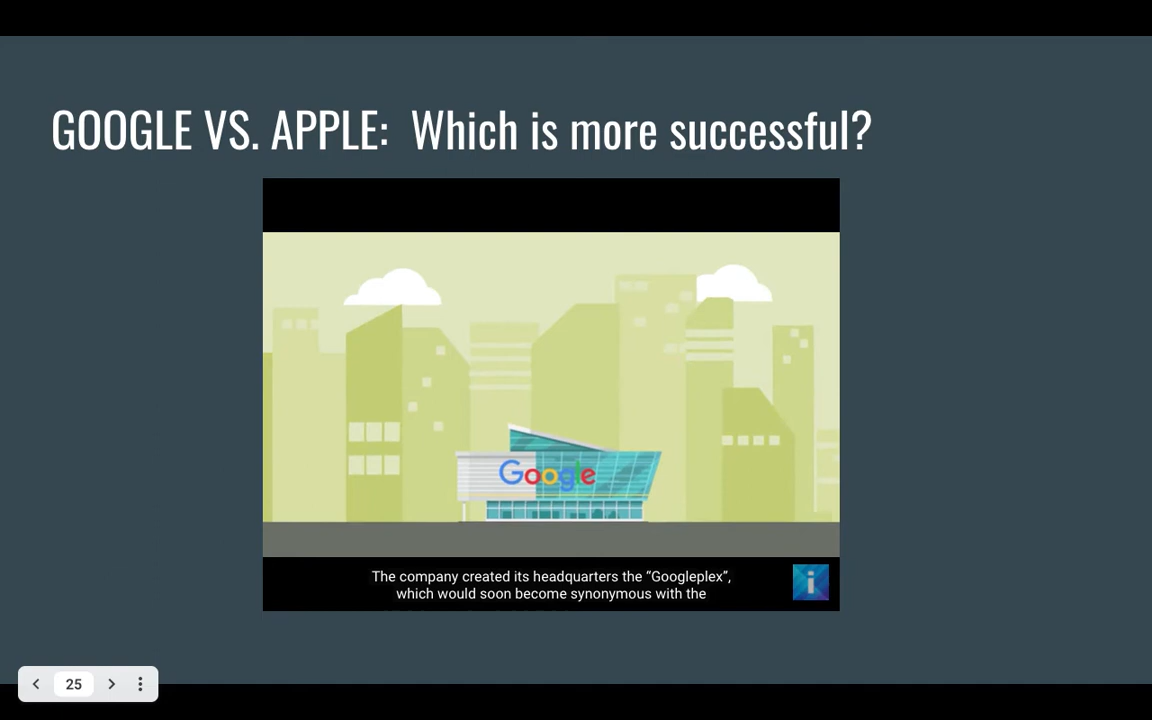 GOOGLE VS. APPLE:  Which is more successful?
Google
The company created its headquarters the “Googleplex”,
which would soon become synonymous with the
i
25